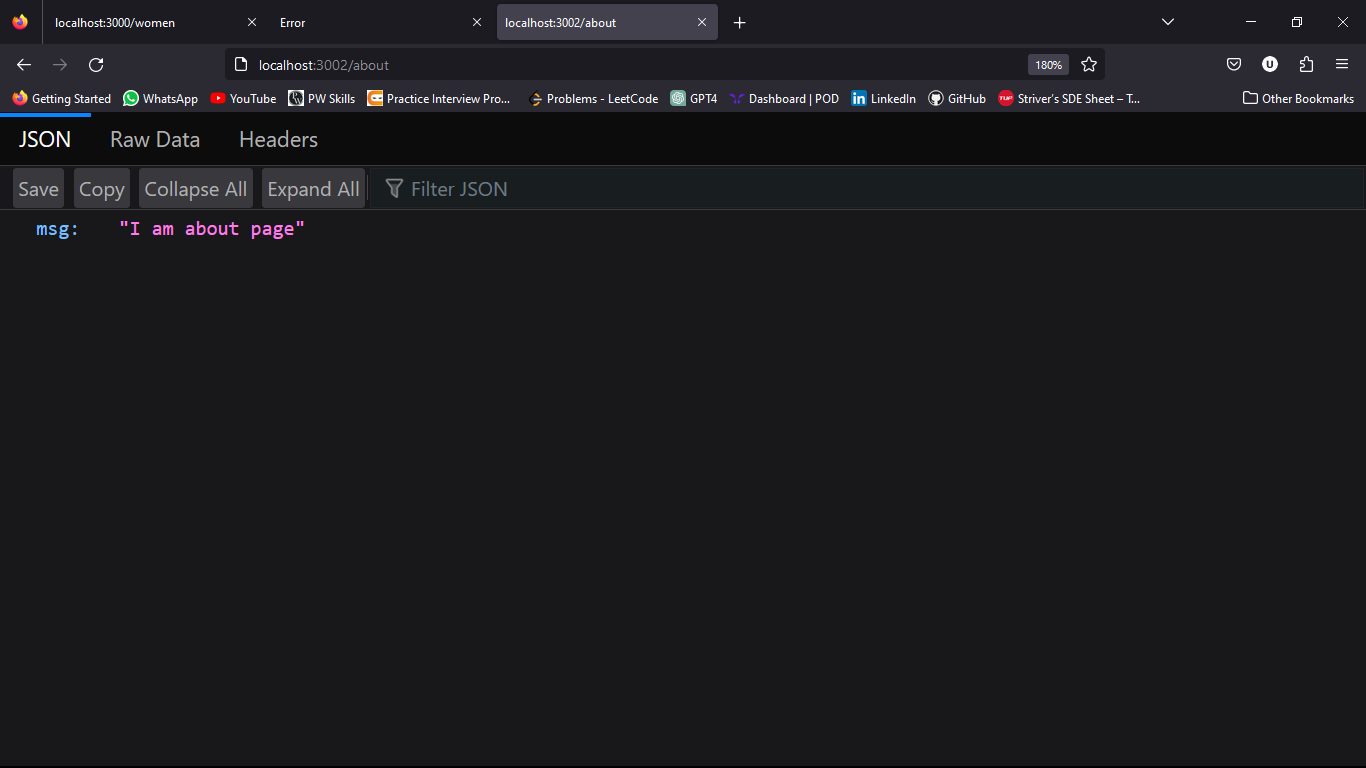 localhost:3000/women
Error
localhost:3002/about
localhost:3002/about
180%
U
Getting Started
WhatsApp
YouTube
PW Skills
Practice Interview Pro...
Problems - LeetCode
GPT4
Dashboard | POD
LinkedIn
GitHub
TUF
Striver's SDE Sheet – T...
Other Bookmarks
JSON
Raw Data
Headers
Save
Copy
Collapse All
Expand All
Filter JSON
msg: "I am about page"